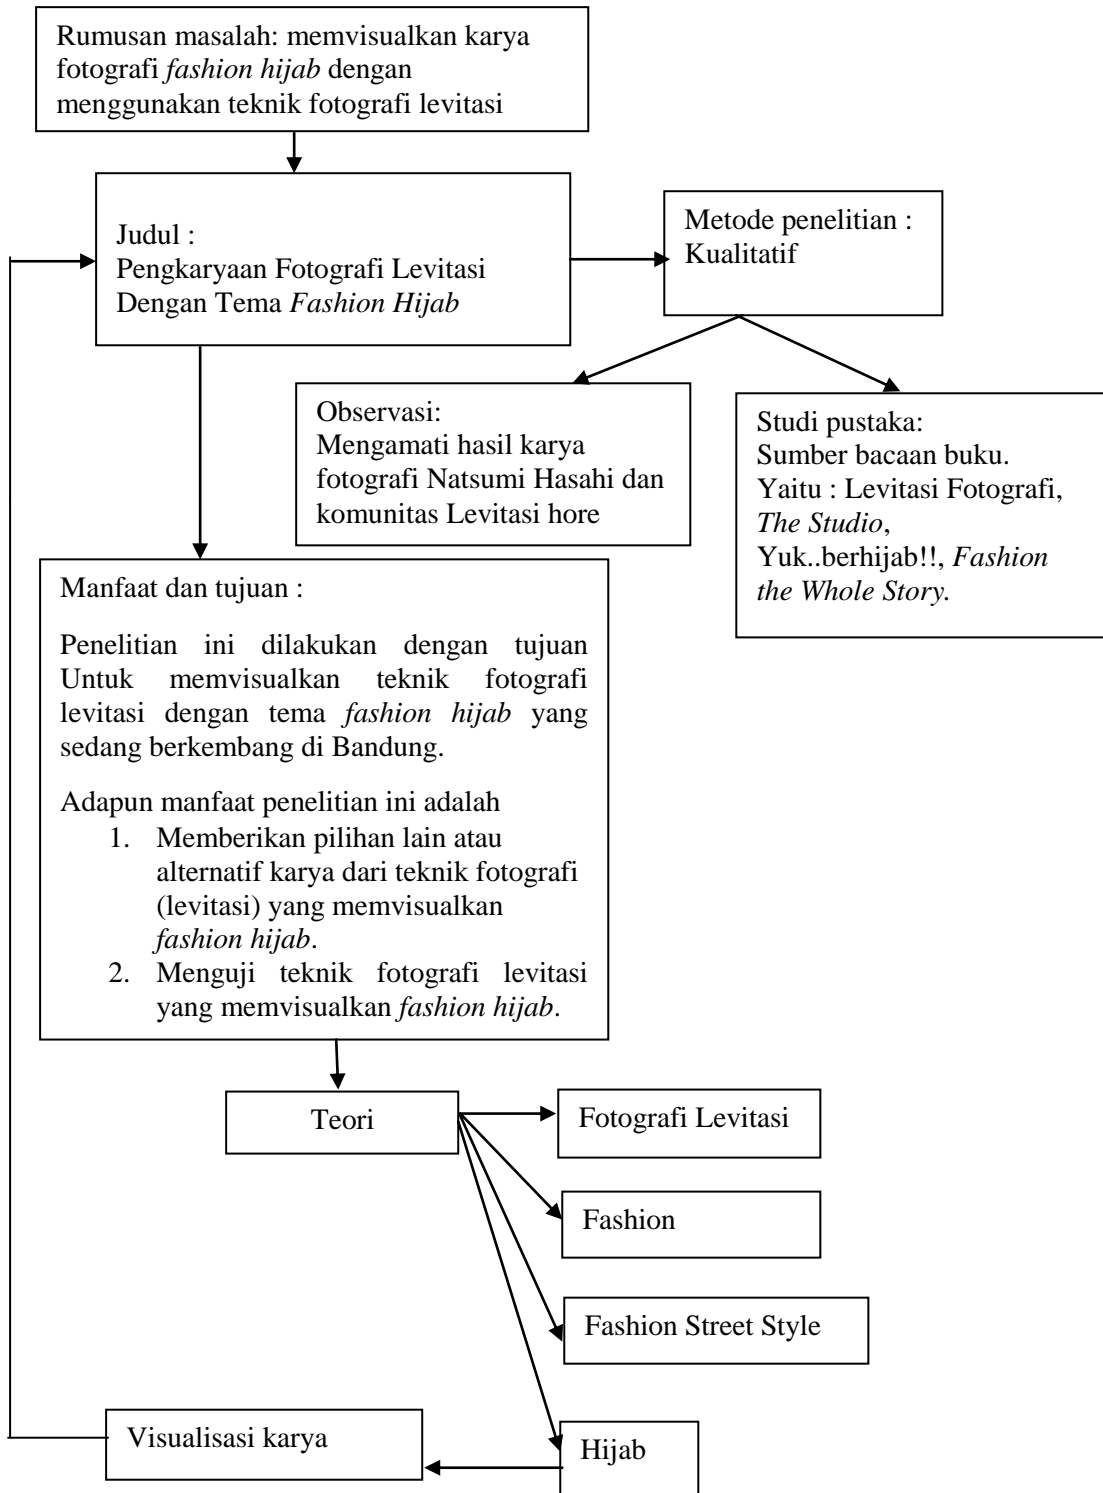 Rumusan masalah: memvisualkan karya
fotografi fashion hijab dengan
menggunakan teknik fotografi levitasi
Judul :
Pengkaryaan Fotografi Levitasi
Dengan Tema Fashion Hijab
Metode penelitian :
Kualitatif
Observasi:
Mengamati hasil karya
fotografi Natsumi Hasahi dan
komunitas Levitasi hore
Studi pustaka:
Sumber bacaan buku.
Yaitu : Levitasi Fotografi,
The Studio,
Yuk..berhijab!!, Fashion
the Whole Story.
Manfaat dan tujuan :
Penelitian ini dilakukan dengan tujuan
Untuk memvisualkan teknik fotografi
levitasi dengan tema fashion hijab yang
sedang berkembang di Bandung.
Adapun manfaat penelitian ini adalah
1. Memberikan pilihan lain atau
alternatif karya dari teknik fotografi
(levitasi) yang memvisualkan
fashion hijab.
2. Menguji teknik fotografi levitasi
yang memvisualkan fashion hijab.
Teori
Fotografi Levitasi
Fashion
Fashion Street Style
Hijab
Visualisasi karya